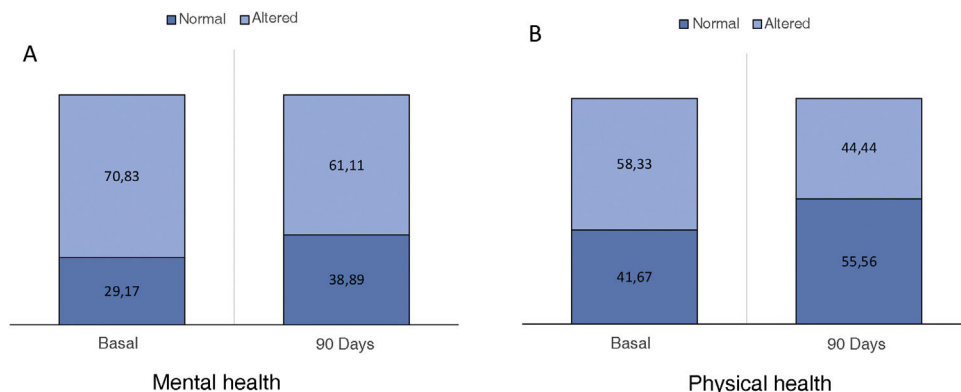 Normal Altered
A
70,83
61,11
29,17
38,89
Basal
90 Days
Mental health
Normal Altered
B
58,33
44,44
41,67
55,56
Basal
90 Days
Physical health